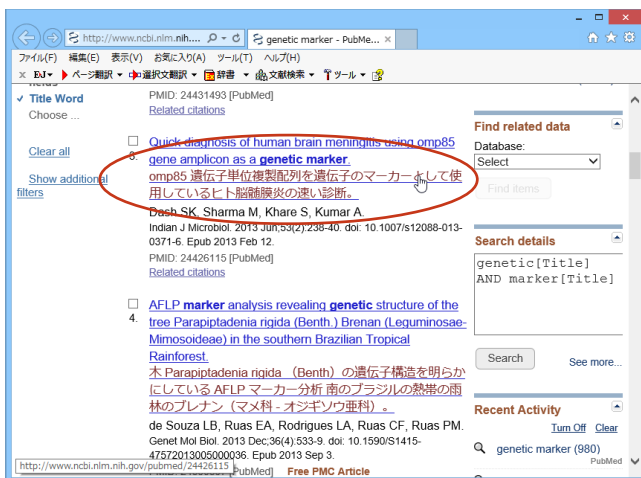 http://www.ncbi.nlm.nih....
genetic marker - PubMe...
ファイル(F) 編集(E) 表示(V) お気に入り(A) ツール(T) ヘルプ(H)
ページ翻訳 選択文翻訳 辞書 文献検索 ツール
Title Word
Choose ...
Clear all
Show additional
filters
PMID: 24431493 [PubMed]
Related citations
Quick diagnosis of human brain meningitis using omp85
3. gene amplicon as a genetic marker.
omp85 遺伝子単位複製配列を遺伝子のマーカーとして使
用しているヒト脳髄膜炎の速い診断。
Dash SK, Sharma M, Khare S, Kumar A.
Indian J Microbiol. 2013 Jun;53(2):238-40. doi: 10.1007/s12088-013-
0371-6. Epub 2013 Feb 12.
PMID: 24426115 [PubMed]
Related citations
AFLP marker analysis revealing genetic structure of the
4. tree Parapiptadenia rigida (Benth.) Brenan (Leguminosae-
Mimosoideae) in the southern Brazilian Tropical
Rainforest.
木 Parapiptadenia rigida （Benth）の遺伝子構造を明らか
にしている AFLP マーカー分析 南のブラジルの熱帯の雨
林のブレナン（マメ科 - オジギソウ亜科）。
de Souza LB, Ruas EA, Rodrigues LA, Ruas CF, Ruas PM.
Genet Mol Biol. 2013 Dec;36(4):533-9. doi: 10.1590/S1415-
47572013005000036. Epub 2013 Sep 3.
[PubMed] Free PMC Article
http://www.ncbi.nlm.nih.gov/pubmed/24426115
Find related data
Database:
Select
Find items
Search details
genetic[Title]
AND marker[Title]
Search
See more...
Recent Activity
Turn Off Clear
genetic marker (980)
PubMed